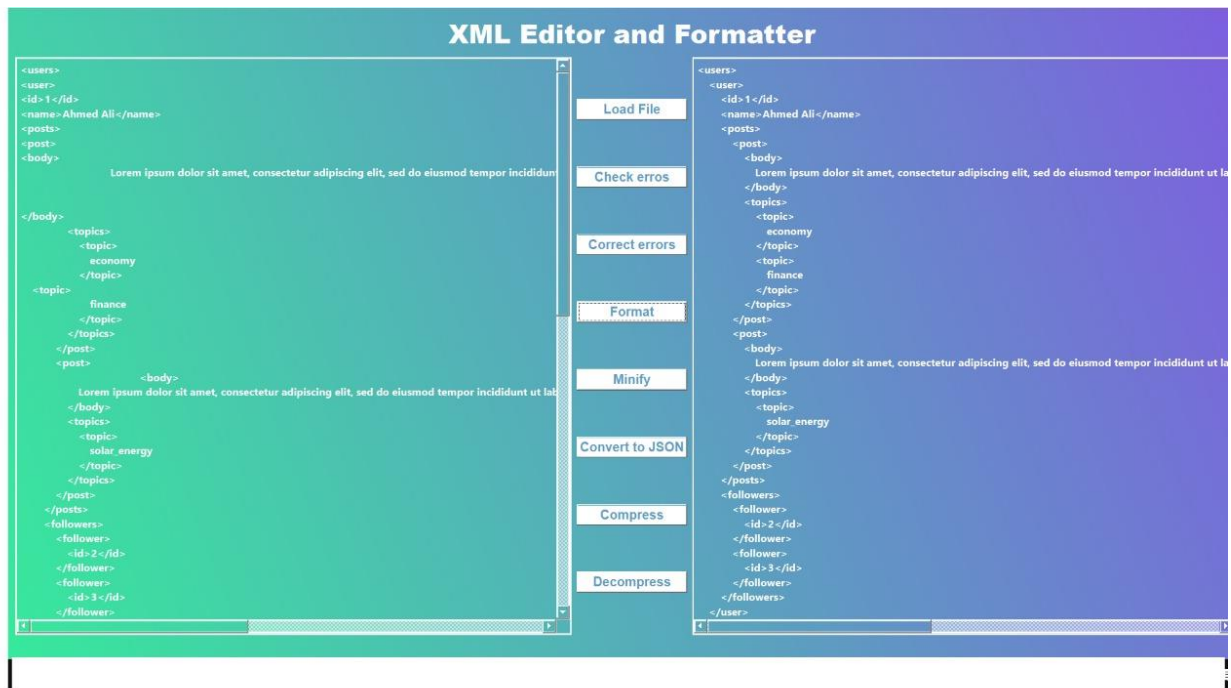 XML Editor and Formatter
<users>
<user>
<id>1</id>
<name>Ahmed Ali</name>
<posts>
<post>
<body>
Lorem ipsum dolor sit amet, consectetur adipiscing elit, sed do eiusmod tempor incididun
</body>
<topics>
<topic>
economy
</topic>
<topic>
finance
</topic>
</topics>
</post>
<post>
<body>
Lorem ipsum dolor sit amet, consectetur adipiscing elit, sed do eiusmod tempor incididunt ut lab
</body>
<topics>
<topic>
solar_energy
</topic>
</topics>
</post>
</posts>
<followers>
<follower>
<id>2</id>
</follower>
<follower>
<id>3</id>
</follower>
Load File
Check erros
Correct errors
Format
Minify
Convert to JSON
Compress
Decompress
<users>
<user>
<id>1</id>
<name>Ahmed Ali</name>
<posts>
<post>
<body>
Lorem ipsum dolor sit amet, consectetur adipiscing elit, sed do eiusmod tempor incididunt ut la
</body>
<topics>
<topic>
economy
</topic>
<topic>
finance
</topic>
</topics>
</post>
<post>
<body>
Lorem ipsum dolor sit amet, consectetur adipiscing elit, sed do eiusmod tempor incididunt ut la
</body>
<topics>
<topic>
solar_energy
</topic>
</topics>
</post>
</posts>
<followers>
<follower>
<id>2</id>
</follower>
<follower>
<id>3</id>
</follower>
</followers>
</user>